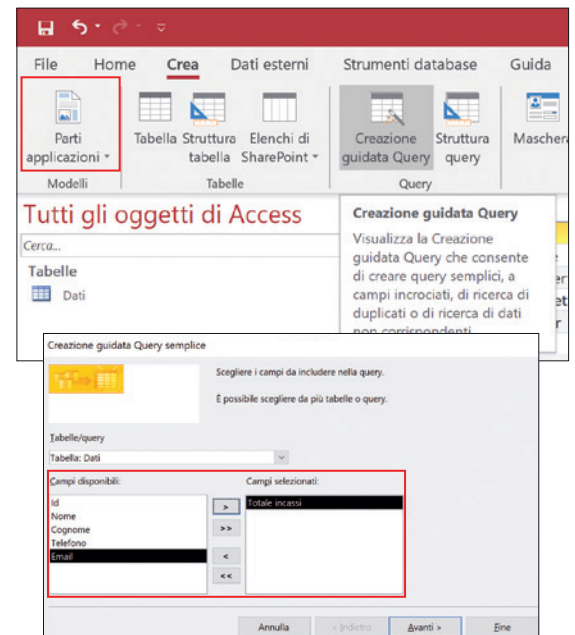 File Home Crea Dati esterni Strumenti database Guida
Parti
applicazioni
Tabella Struttura
tabella
Elenchi di
SharePoint
Creazione
guidata Query
Struttura
query
Maschera
Modelli Tabelle Query
Tutti gli oggetti di Access
Cerca...
Tabelle
Dati
Creazione guidata Query
Visualizza la Creazione
guidata Query che consente
di creare query semplici, a
campi incrociati, di ricerca di
duplicati o di ricerca di dati
non corrispondenti
Creazione guidata Query semplice
Scegliere i campi da includere nella query.
È possibile scegliere da più tabelle o query.
Tabelle/query
Tabella: Dati
Campi disponibili: Campi selezionati:
Id
Nome
Cognome
Telefono
Email
>
>>
<
<<
Totale incassi
Annulla < Indietro Avanti > Fine